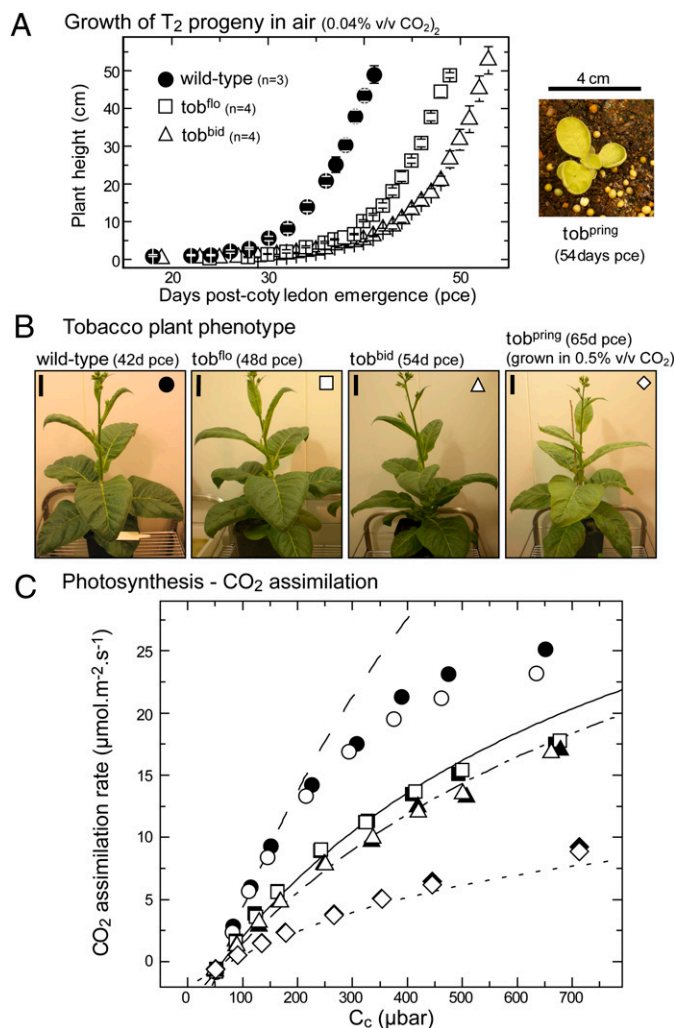 A Growth of T2 progeny in air (0.04% v/v CO2)2
Plant height (cm)
50
40
30
20
10
0
wild-type (n=3)
tobflo (n=4)
tobbid (n=4)
20 30 40 50
Days post-cotyledon emergence (pce)
4 cm
tobpring
(54days pce)
B Tobacco plant phenotype
wild-type (42d pce) tobflo (48d pce) tobbid (54d pce) tobpring (65d pce)
(grown in 0.5% v/v CO2)
C Photosynthesis - CO2 assimilation
CO2 assimilation rate (µmol.m-2.s-1)
25
20
15
10
5
0
0 100 200 300 400 500 600 700
Cc (µbar)